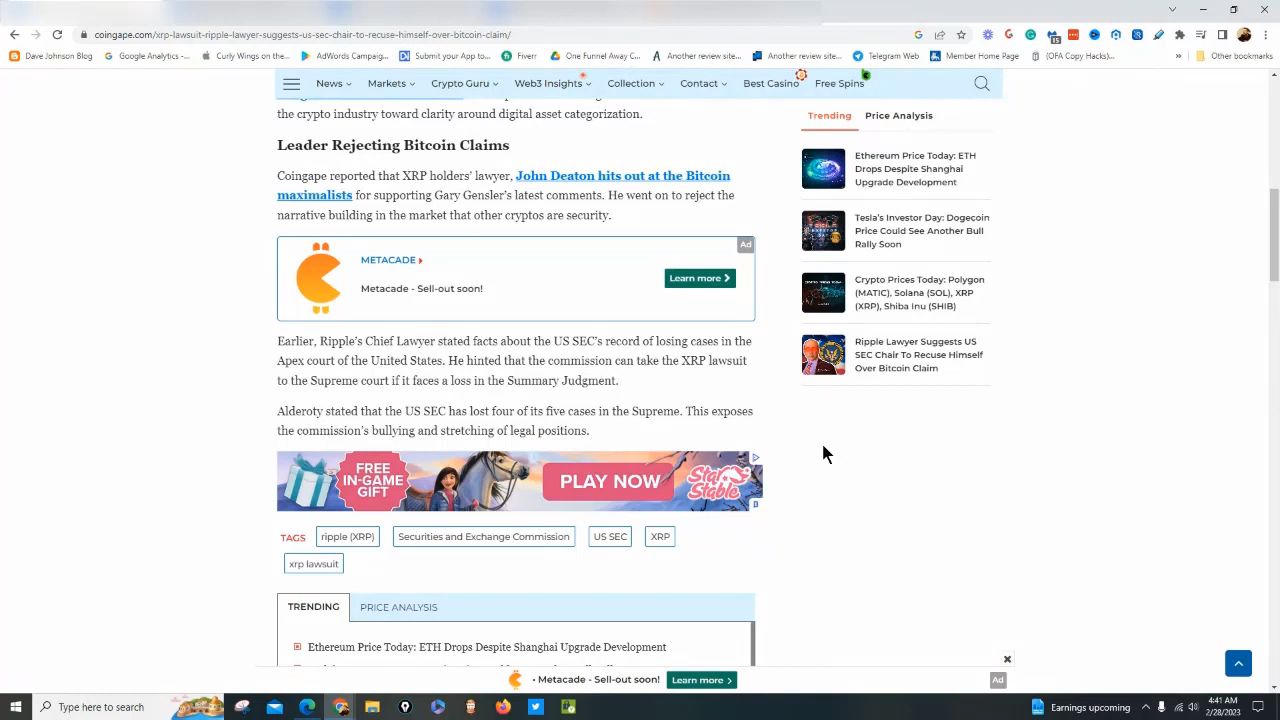 coingape.com/xrp-lawsuit-ripple-lawyer-suggests-us-sec-chair-to-recuse-himself-over-bitcoin-claim/
Dave Johnson Blog
Google Analytics -...
Curly Wings on the...
AdWords Campaig...
Submit your App to...
Fiverr
One Funnel Away C...
Another review site...
Another review site...
Telegram Web
Member Home Page
(OFA Copy Hacks)...
»
Other bookmarks
News
Markets
Crypto Guru
Web3 Insights
Collection
Contact
Best Casino
Free Spins
the crypto industry toward clarity around digital asset categorization.
Leader Rejecting Bitcoin Claims
Coingape reported that XRP holders' lawyer, John Deaton hits out at the Bitcoin
maximalists for supporting Gary Gensler's latest comments. He went on to reject the
narrative building in the market that other cryptos are security.
Ad
METACADE
Metacade - Sell-out soon!
Learn more
Earlier, Ripple's Chief Lawyer stated facts about the US SEC's record of losing cases in the
Apex court of the United States. He hinted that the commission can take the XRP lawsuit
to the Supreme court if it faces a loss in the Summary Judgment.
Alderoty stated that the US SEC has lost four of its five cases in the Supreme. This exposes
the commission's bullying and stretching of legal positions.
FREE
IN-GAME
GIFT
PLAY NOW
Star
Stable
TAGS
ripple (XRP)
Securities and Exchange Commission
US SEC
XRP
xrp lawsuit
TRENDING
PRICE ANALYSIS
Ethereum Price Today: ETH Drops Despite Shanghai Upgrade Development
Trending
Price Analysis
Ethereum Price Today: ETH
Drops Despite Shanghai
Upgrade Development
Tesla's Investor Day: Dogecoin
Price Could See Another Bull
Rally Soon
Crypto Prices Today: Polygon
(MATIC), Solana (SOL), XRP
(XRP), Shiba Inu (SHIB)
Ripple Lawyer Suggests US
SEC Chair To Recuse Himself
Over Bitcoin Claim
• Metacade - Sell-out soon!
Learn more
Ad
Type here to search
Earnings upcoming
4:41 AM
2/28/2023